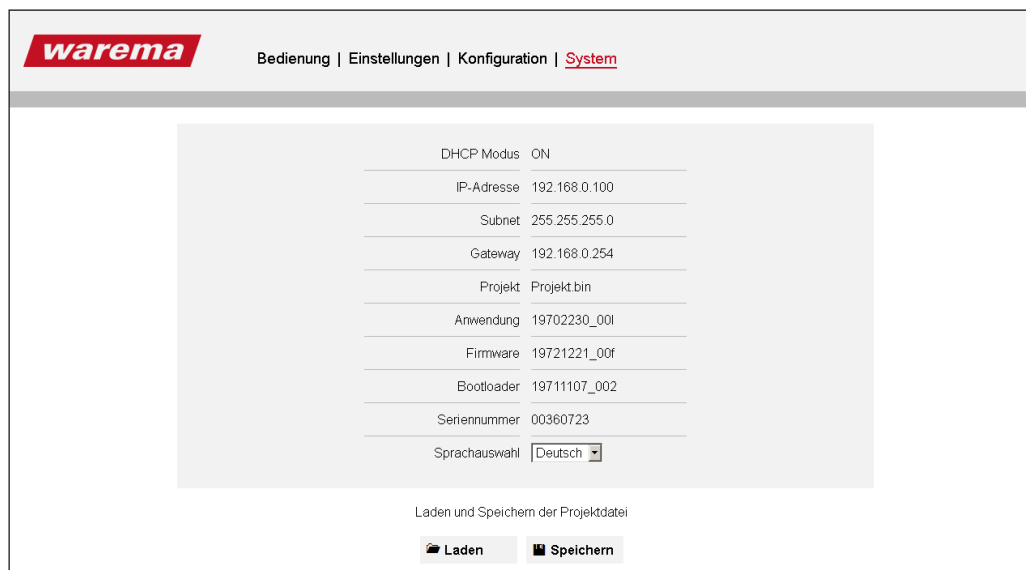 warema
Bedienung | Einstellungen | Konfiguration | System
DHCP Modus ON
IP-Adresse 192.168.0.100
Subnet 255.255.255.0
Gateway 192.168.0.254
Projekt Projekt.bin
Anwendung 19702230_00l
Firmware 19721221_00f
Bootloader 19711107_002
Seriennummer 00360723
Sprachauswahl Deutsch
Laden und Speichern der Projektdatei
Laden Speichern